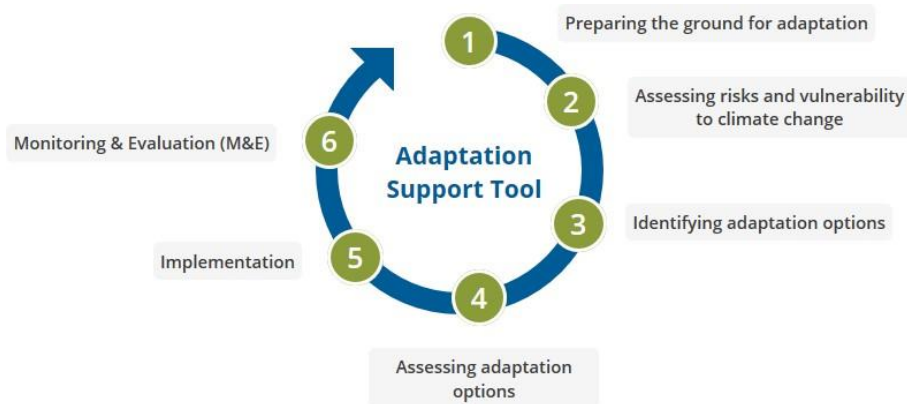 1
Preparing the ground for adaptation
2
Assessing risks and vulnerability
to climate change
3
Identifying adaptation options
4
Assessing adaptation
options
5
Implementation
6
Monitoring & Evaluation (M&E)
Adaptation
Support Tool